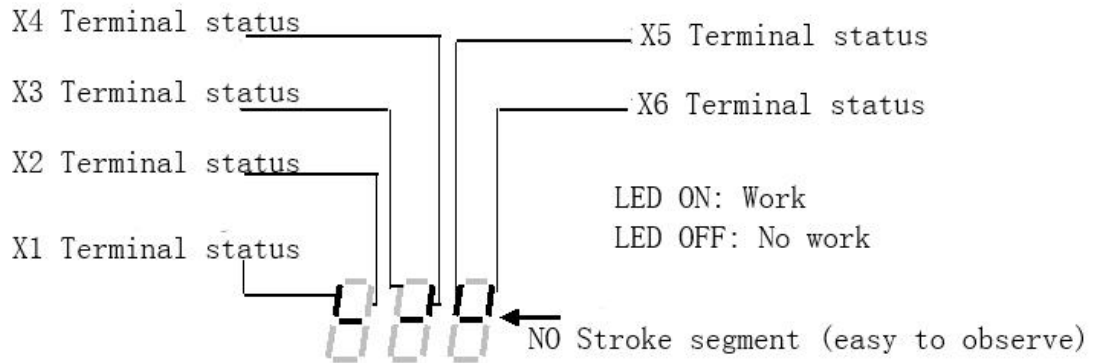 X4 Terminal status
X5 Terminal status
X3 Terminal status
X6 Terminal status
X2 Terminal status
LED ON: Work
LED OFF: No work
X1 Terminal status
NO Stroke segment (easy to observe)